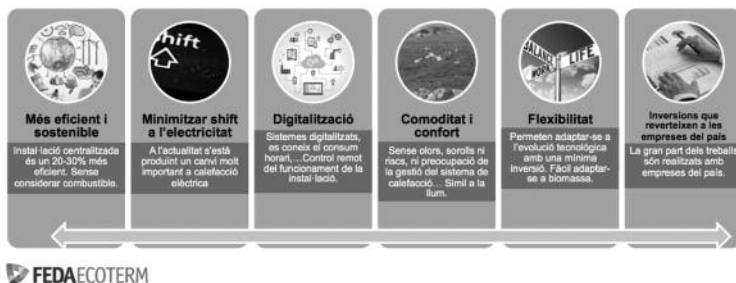 shift
BALANCE
LIFE
WORK
Més eficient i
sostenible
Instal·lació centralitzada
és un 20-30% més
eficient. Sense
considerar combustible.
Minimitzar shift
a l'electricitat
A l'actualitat s'està
produint un canvi molt
important a calefacció
elèctrica
Digitalització
Sistemes digitalitzats,
es coneix el consum
horari,…Control remot
del funcionament de la
instal·lació.
Comoditat i
confort
Sense olors, sorolls ni
riscs, ni preocupació de
la gestió del sistema de
calefacció… Simil a la
llum.
Flexibilitat
Permeten adaptar-se a
l'evolució tecnològica
amb una mínima
Inversió. Fàcil adaptar-
se a biomassa.
Inversions que
reverteixen a les
empreses del país
La gran part dels treballs
són realitzats amb
empreses del país.
FEDAECOTERM